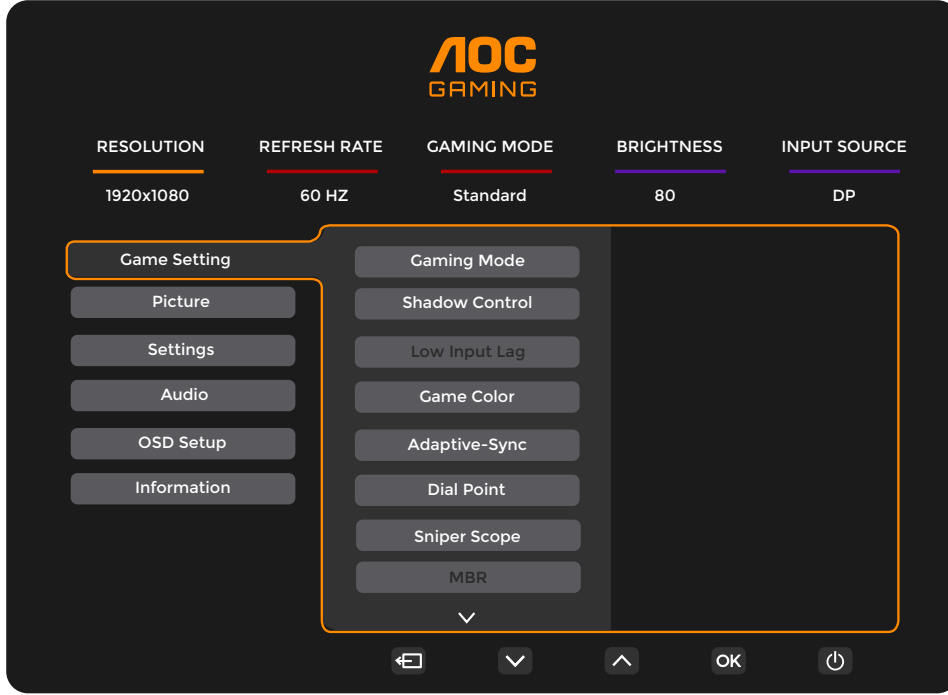 AOC
GAMING
RESOLUTION REFRESH RATE GAMING MODE BRIGHTNESS INPUT SOURCE
1920x1080 60 HZ Standard 80 DP
Game Setting
Picture
Settings
Audio
OSD Setup
Information
Gaming Mode
Shadow Control
Low Input Lag
Game Color
Adaptive-Sync
Dial Point
Sniper Scope
MBR
OK